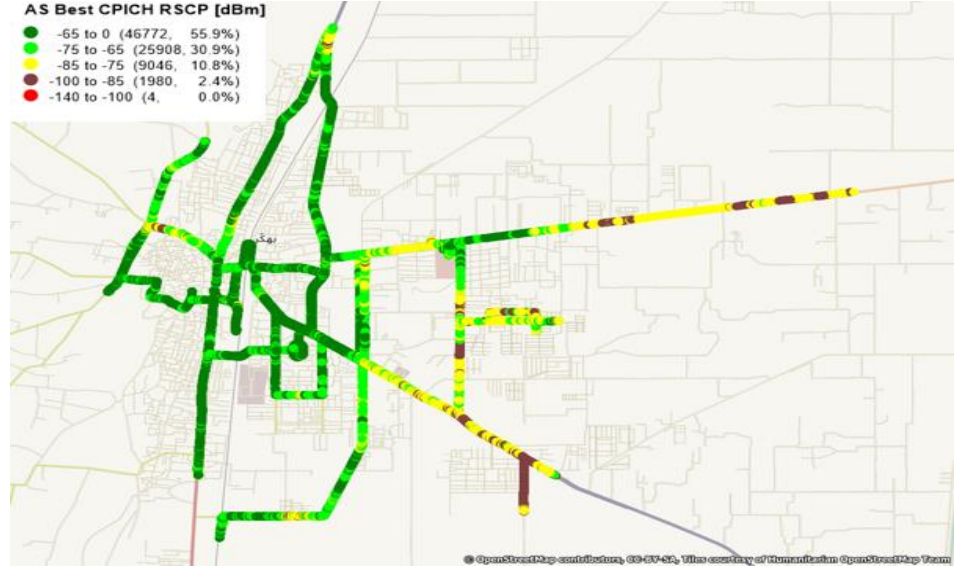 AS Best CPICH RSCP [dBm]
-65 to 0 (46772, 55.9%)
-75 to -65 (25908, 30.9%)
-85 to -75 (9046, 10.8%)
-100 to -85 (1980, 2.4%)
-140 to -100 (4, 0.0%)
بھکّر
© OpenStreetMap contributors, CC-BY-SA, Tiles courtesy of Humanitarian OpenStreetMap Team